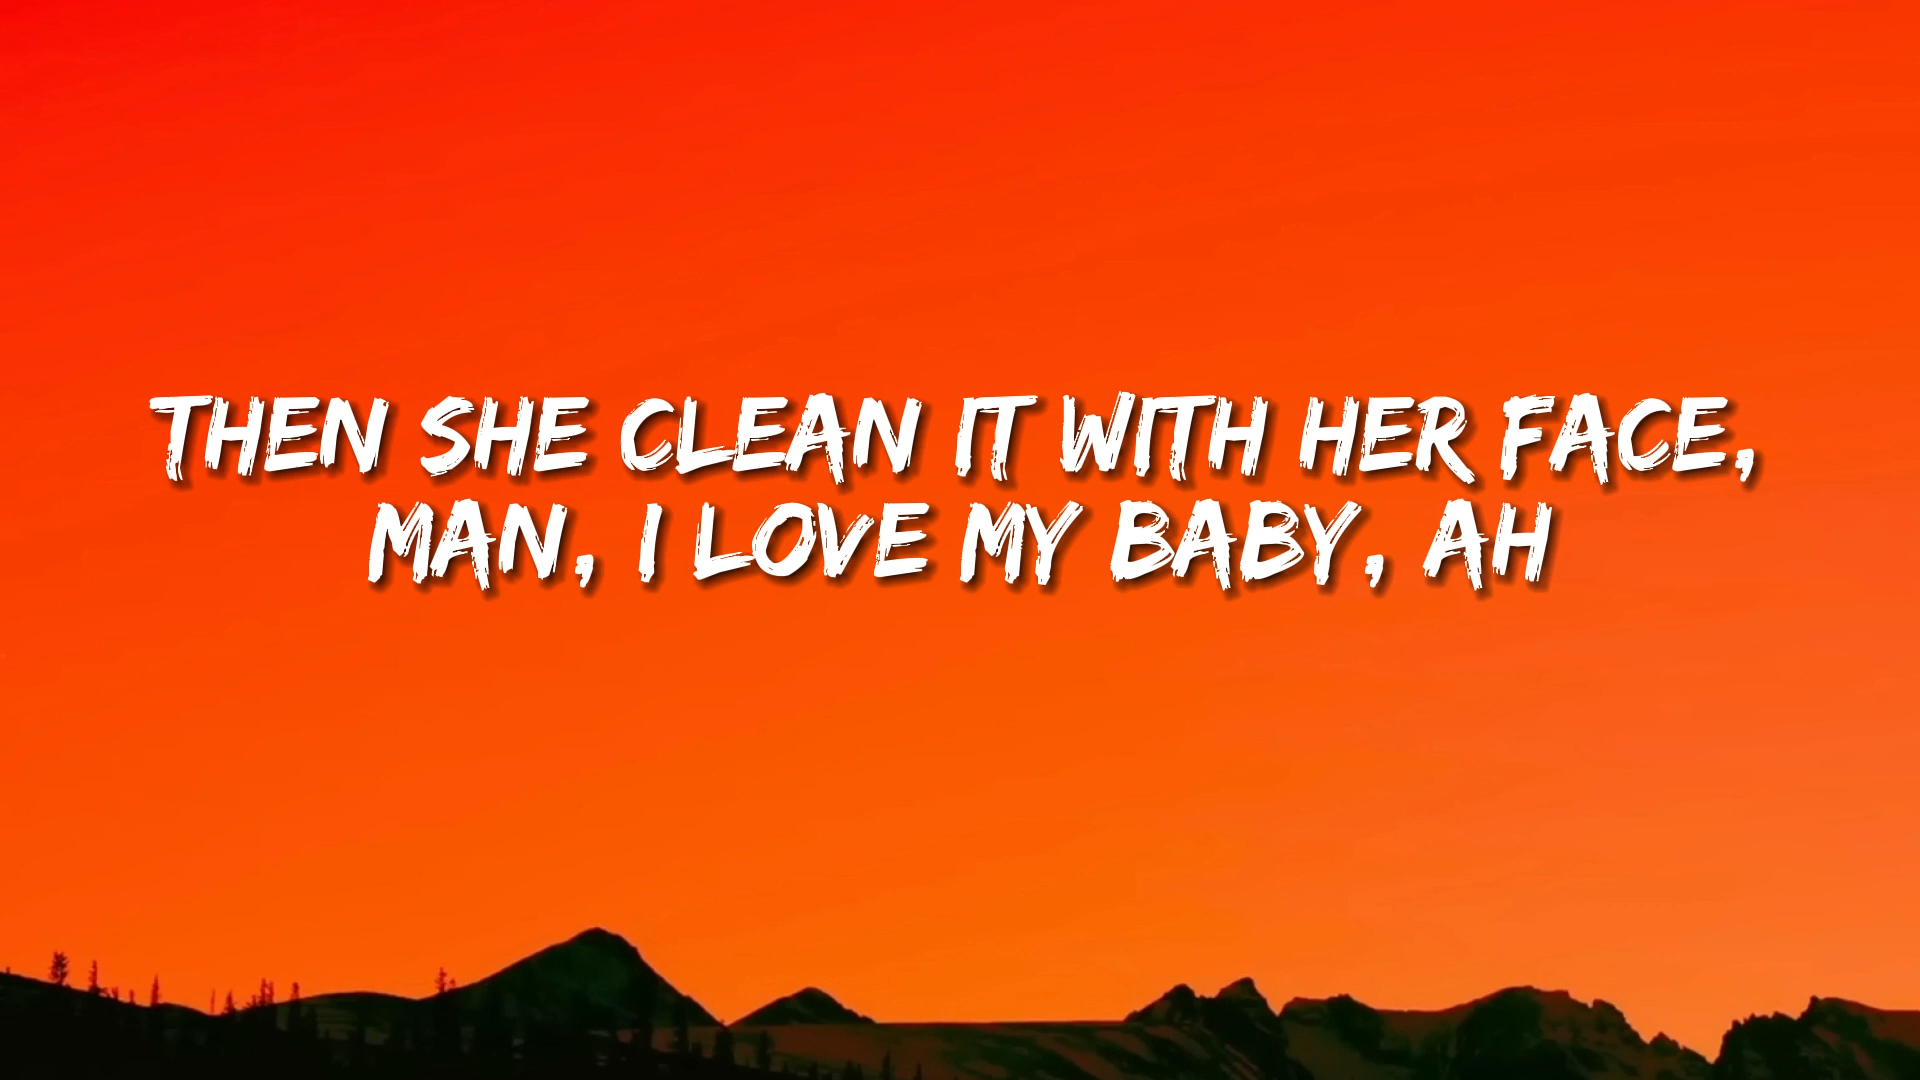 THEN SHE CLEAN IT WITH HER FACE,
MAN, I LOVE MY BABY, AH